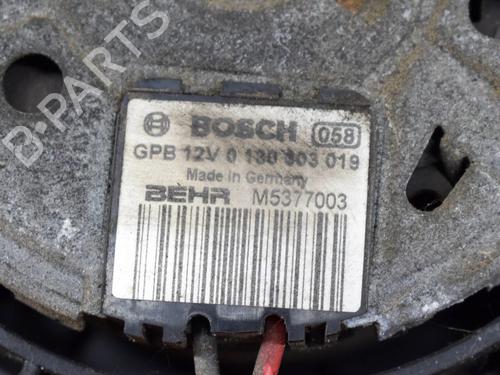 BOSCH 058
GPB 12V 0 130 303 019
Made in Germany
BEHR M5377003
B-PARTS